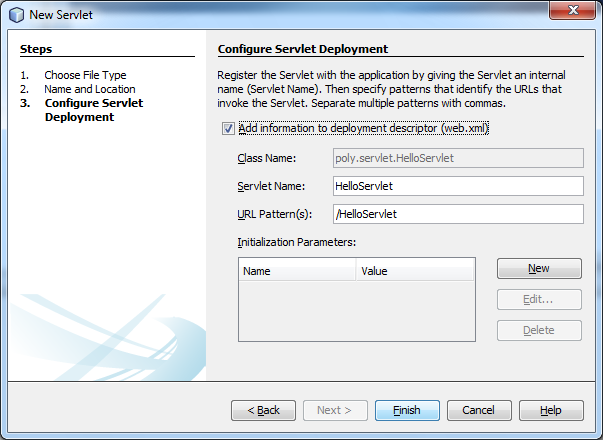 New Servlet
Steps
1. Choose File Type
2. Name and Location
3. Configure Servlet
Deployment
Configure Servlet Deployment
Register the Servlet with the application by giving the Servlet an internal
name (Servlet Name). Then specify patterns that identify the URLs that
invoke the Servlet. Separate multiple patterns with commas.
Add information to deployment descriptor (web.xml)
Class Name: poly.servlet.HelloServlet
Servlet Name: HelloServlet
URL Pattern(s): /HelloServlet
Initialization Parameters:
Name Value
New
Edit...
Delete
< Back Next > Finish Cancel Help